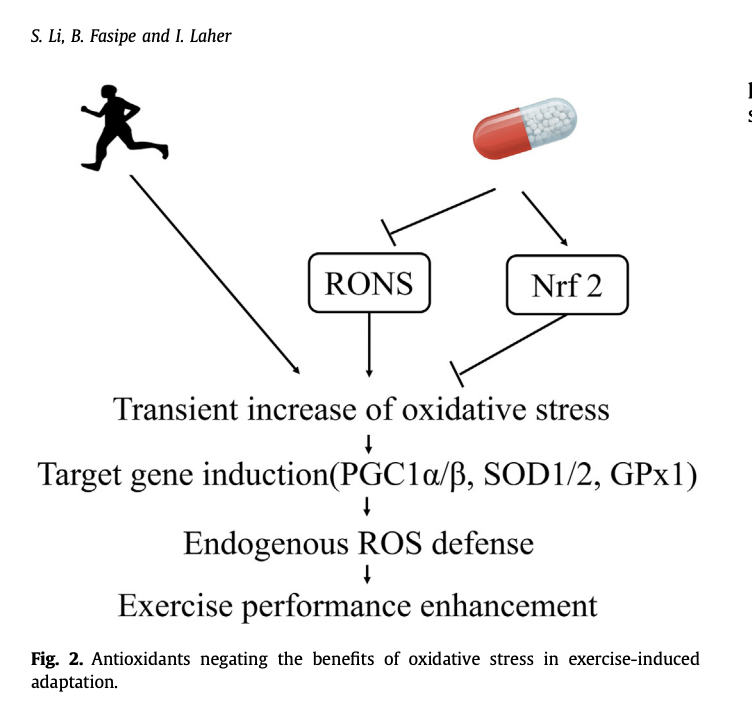 S. Li, B. Fasipe and I. Laher
RONS
Nrf 2
Transient increase of oxidative stress
Target gene induction(PGC1α/β, SOD1/2, GPx1)
Endogenous ROS defense
Exercise performance enhancement
Fig. 2. Antioxidants negating the benefits of oxidative stress in exercise-induced
adaptation.